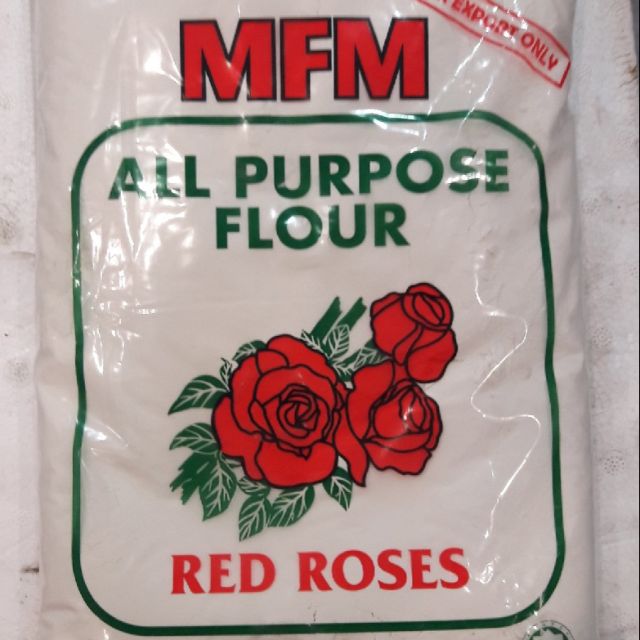 MFM
EXPORT ONLY
ALL PURPOSE
FLOUR
RED ROSES